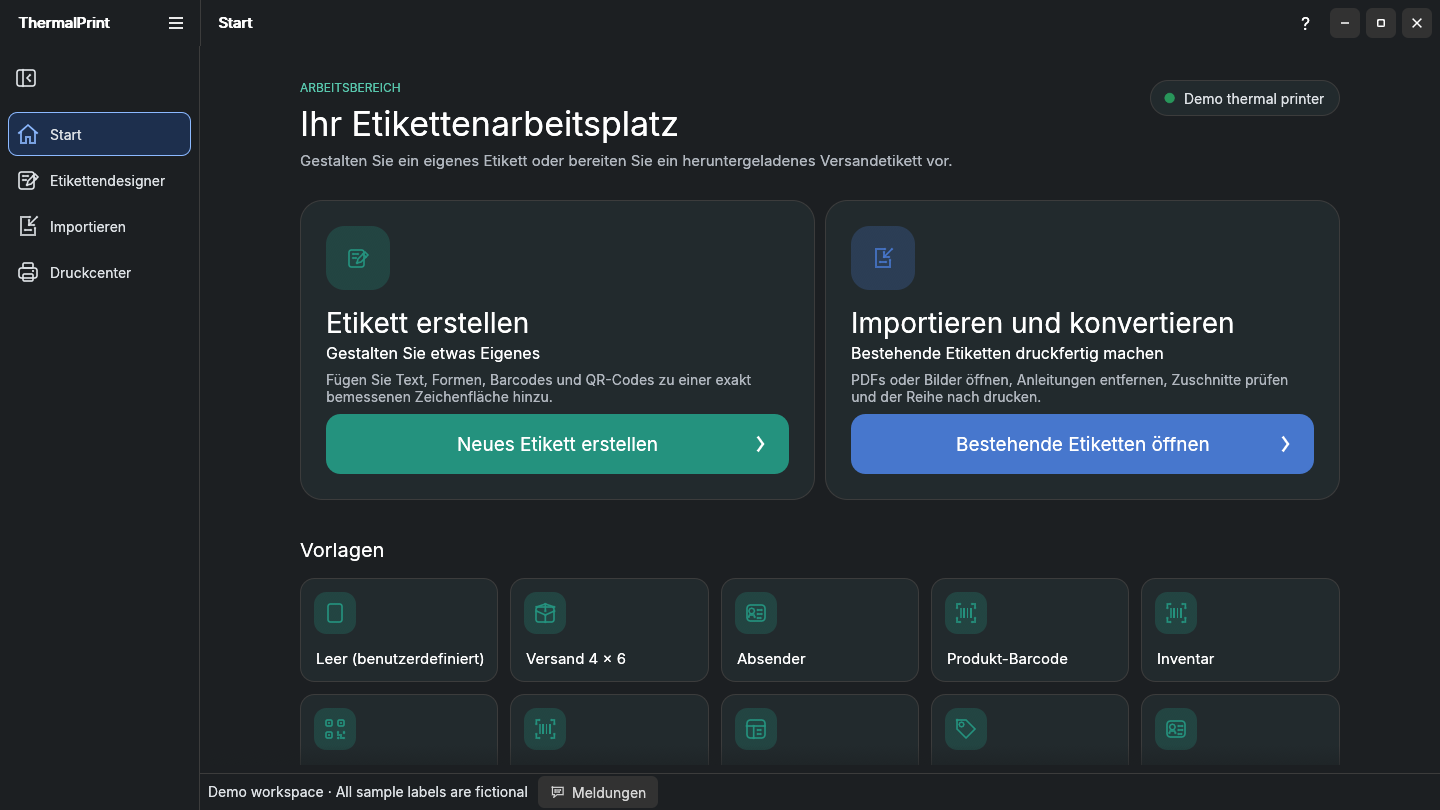 ThermalPrint
Start
?
Start
Etikettendesigner
Importieren
Druckcenter
ARBEITSBEREICH
Ihr Etikettenarbeitsplatz
Gestalten Sie ein eigenes Etikett oder bereiten Sie ein heruntergeladenes Versandetikett vor.
Demo thermal printer
Etikett erstellen
Gestalten Sie etwas Eigenes
Fügen Sie Text, Formen, Barcodes und QR-Codes zu einer exakt
bemessenen Zeichenfläche hinzu.
Neues Etikett erstellen
Importieren und konvertieren
Bestehende Etiketten druckfertig machen
PDFs oder Bilder öffnen, Anleitungen entfernen, Zuschnitte prüfen
und der Reihe nach drucken.
Bestehende Etiketten öffnen
Vorlagen
Leer (benutzerdefiniert)
Versand 4 × 6
Absender
Produkt-Barcode
Inventar
Demo workspace · All sample labels are fictional
Meldungen